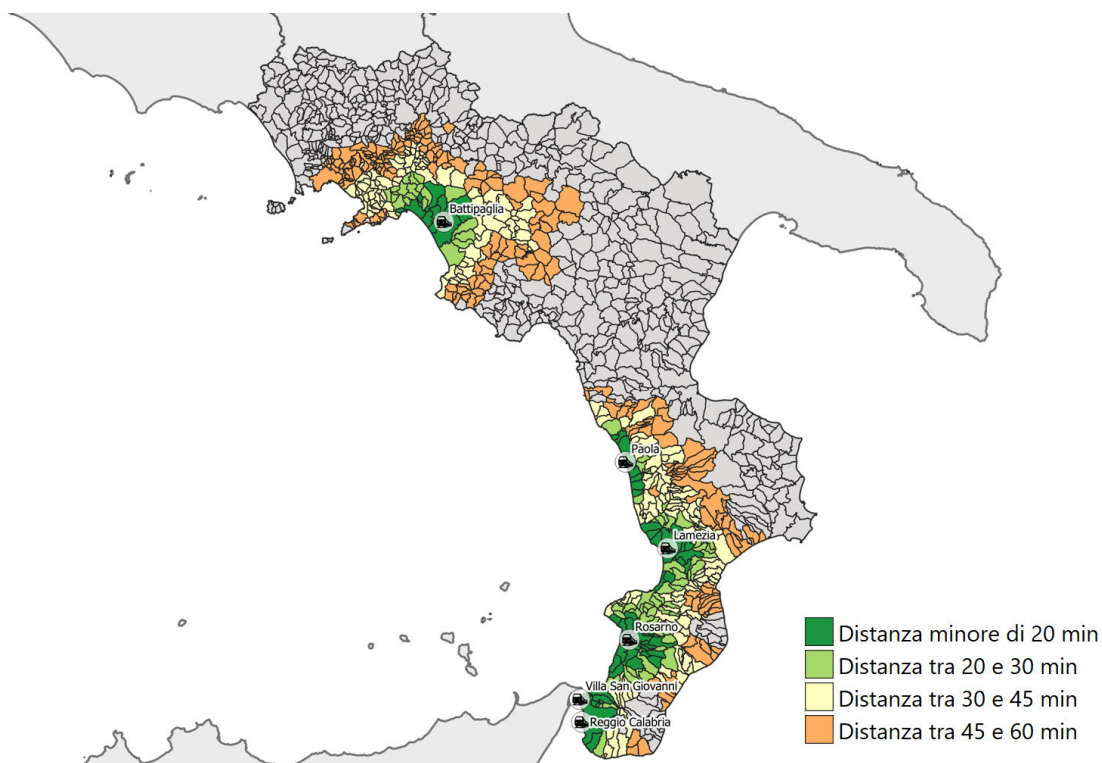 Battipaglia
Paola
Lamezia
Rosarno
Villa San Giovanni
Reggio Calabria
Distanza minore di 20 min
Distanza tra 20 e 30 min
Distanza tra 30 e 45 min
Distanza tra 45 e 60 min